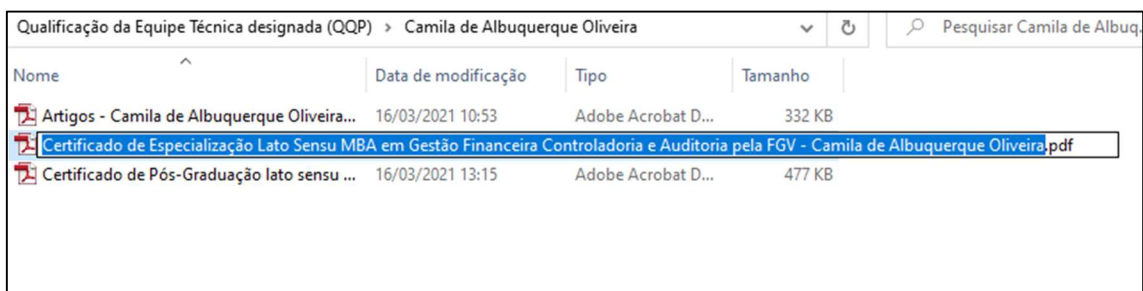 Qualificação da Equipe Técnica designada (QQP) > Camila de Albuquerque Oliveira Pesquisar Camila de Albuq.
Nome Data de modificação Tipo Tamanho
Artigos - Camila de Albuquerque Oliveira... 16/03/2021 10:53 Adobe Acrobat D... 332 KB
Certificado de Especialização Lato Sensu MBA em Gestão Financeira Controladoria e Auditoria pela FGV - Camila de Albuquerque Oliveira.pdf
Certificado de Pós-Graduação lato sensu ... 16/03/2021 13:15 Adobe Acrobat D... 477 KB